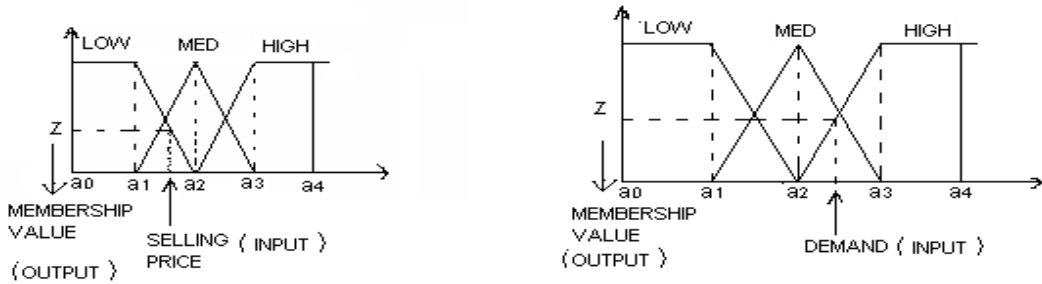 LOW MED HIGH
Z
a0 a1 a2 a3 a4
MEMBERSHIP
VALUE
(OUTPUT)
SELLING (INPUT)
PRICE
LOW MED HIGH
Z
a0 a1 a2 a3 a4
MEMBERSHIP
VALUE
(OUTPUT)
DEMAND (INPUT)